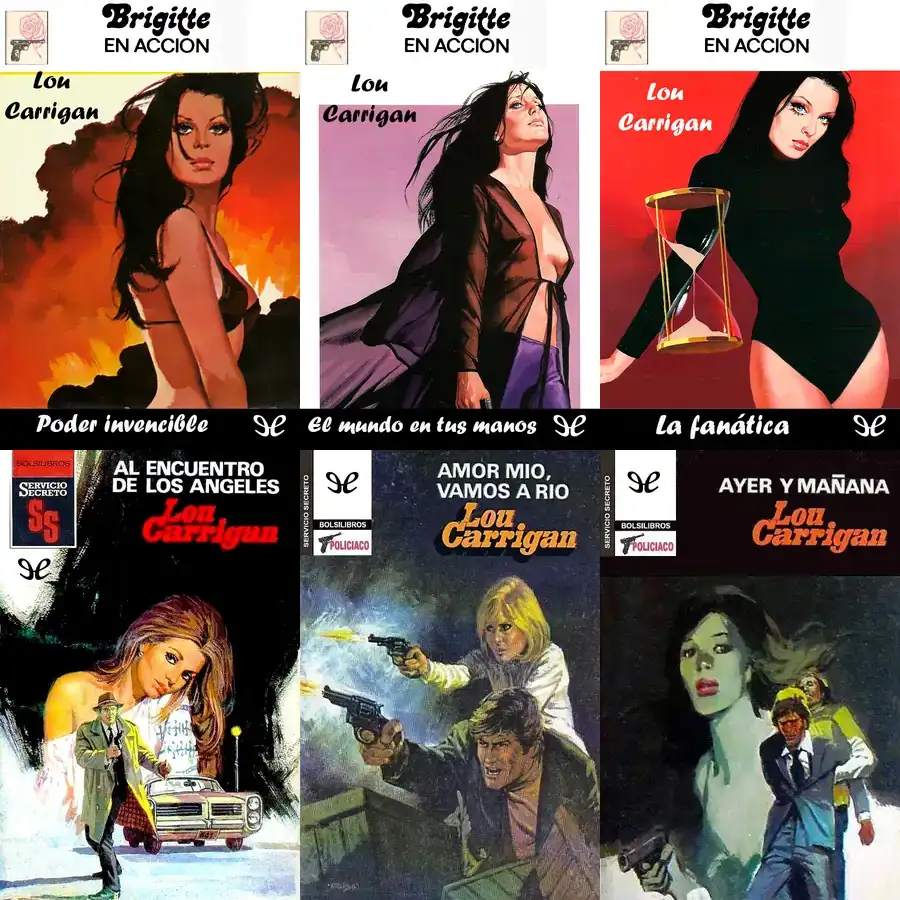 Brigitte
EN ACCION
Lou
Carrigan
Poder invencible
Brigitte
EN ACCION
Lou
Carrigan
El mundo en tus manos
Brigitte
EN ACCION
Lou
Carrigan
La fanática
BOLSILIBROS
SERVICIO
SECRETO
SS
AL ENCUENTRO
DE LOS ANGELES
Lou
Carrigan
SERVICIO SECRETO
BOLSILIBROS
POLICIACO
AMOR MIO,
VAMOS A RIO
Lou
Carrigan
SERVICIO SECRETO
BOLSILIBROS
POLICIACO
AYER Y MAÑANA
Lou
Carrigan